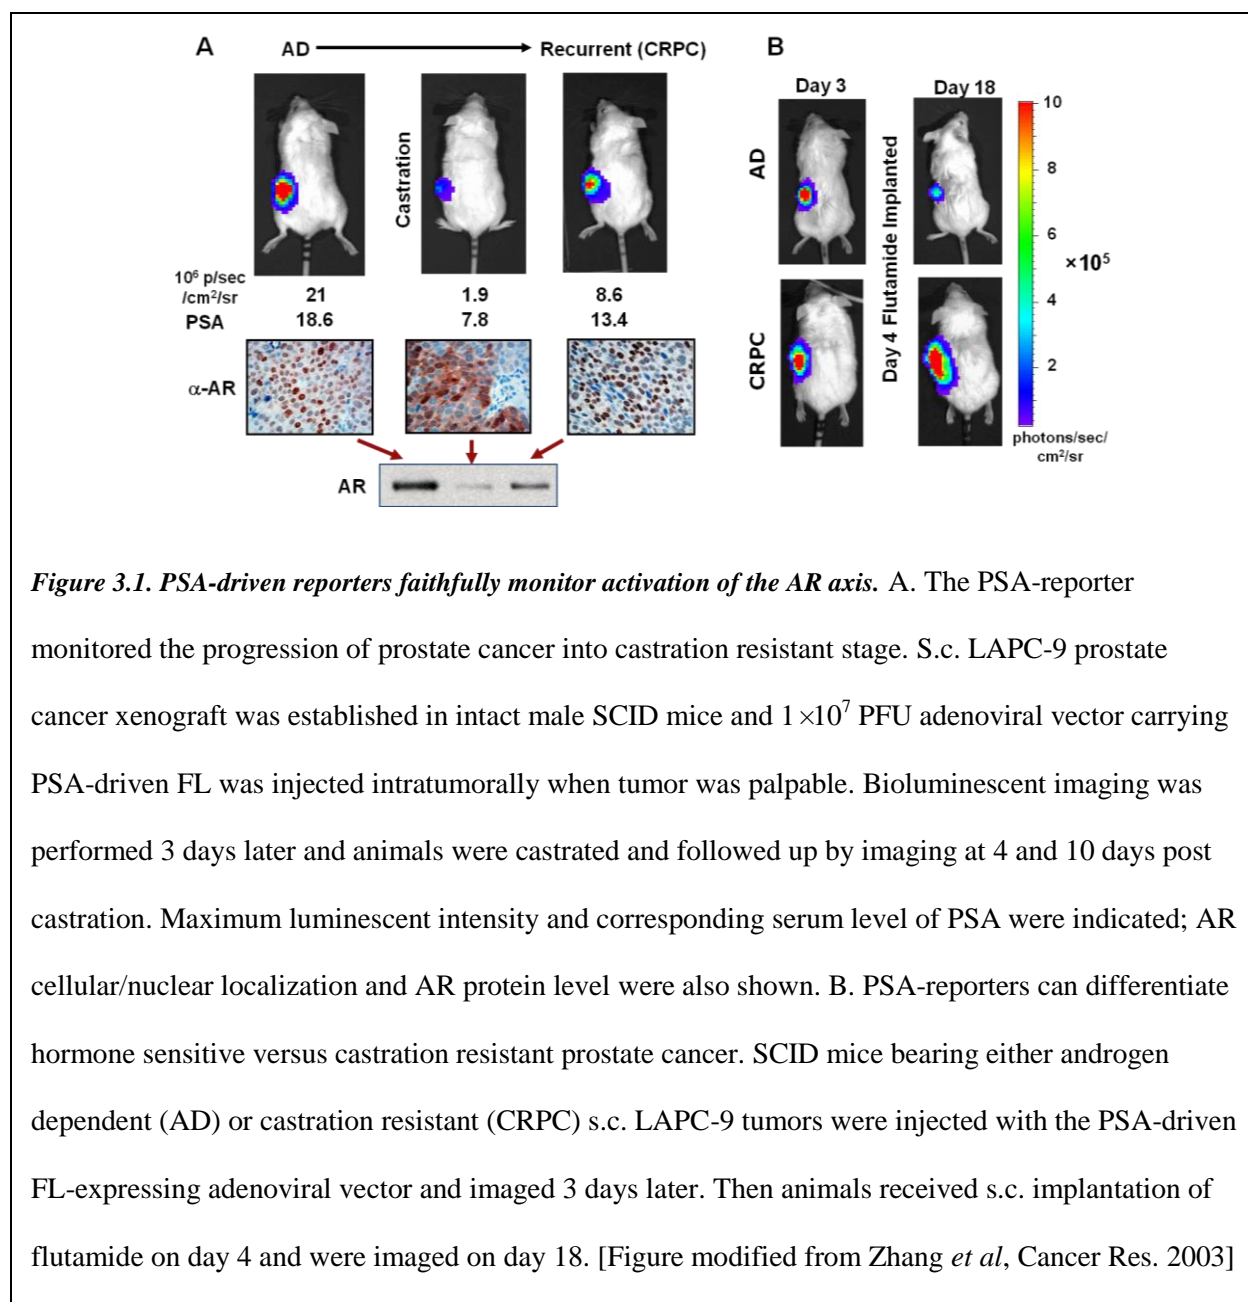 A
AD
Recurrent (CRPC)
Castration
10⁶ p/sec
/cm²/sr
21
1.9
8.6
PSA
18.6
7.8
13.4
α-AR
AR
B
Day 3
Day 18
AD
CRPC
Day 4 Flutamide Implanted
10
8
6
4
2
×10⁵
photons/sec/
cm²/sr
Figure 3.1. PSA-driven reporters faithfully monitor activation of the AR axis. A. The PSA-reporter
monitored the progression of prostate cancer into castration resistant stage. S.c. LAPC-9 prostate
cancer xenograft was established in intact male SCID mice and 1×10⁷ PFU adenoviral vector carrying
PSA-driven FL was injected intratumorally when tumor was palpable. Bioluminescent imaging was
performed 3 days later and animals were castrated and followed up by imaging at 4 and 10 days post
castration. Maximum luminescent intensity and corresponding serum level of PSA were indicated; AR
cellular/nuclear localization and AR protein level were also shown. B. PSA-reporters can differentiate
hormone sensitive versus castration resistant prostate cancer. SCID mice bearing either androgen
dependent (AD) or castration resistant (CRPC) s.c. LAPC-9 tumors were injected with the PSA-driven
FL-expressing adenoviral vector and imaged 3 days later. Then animals received s.c. implantation of
flutamide on day 4 and were imaged on day 18. [Figure modified from Zhang et al, Cancer Res. 2003]